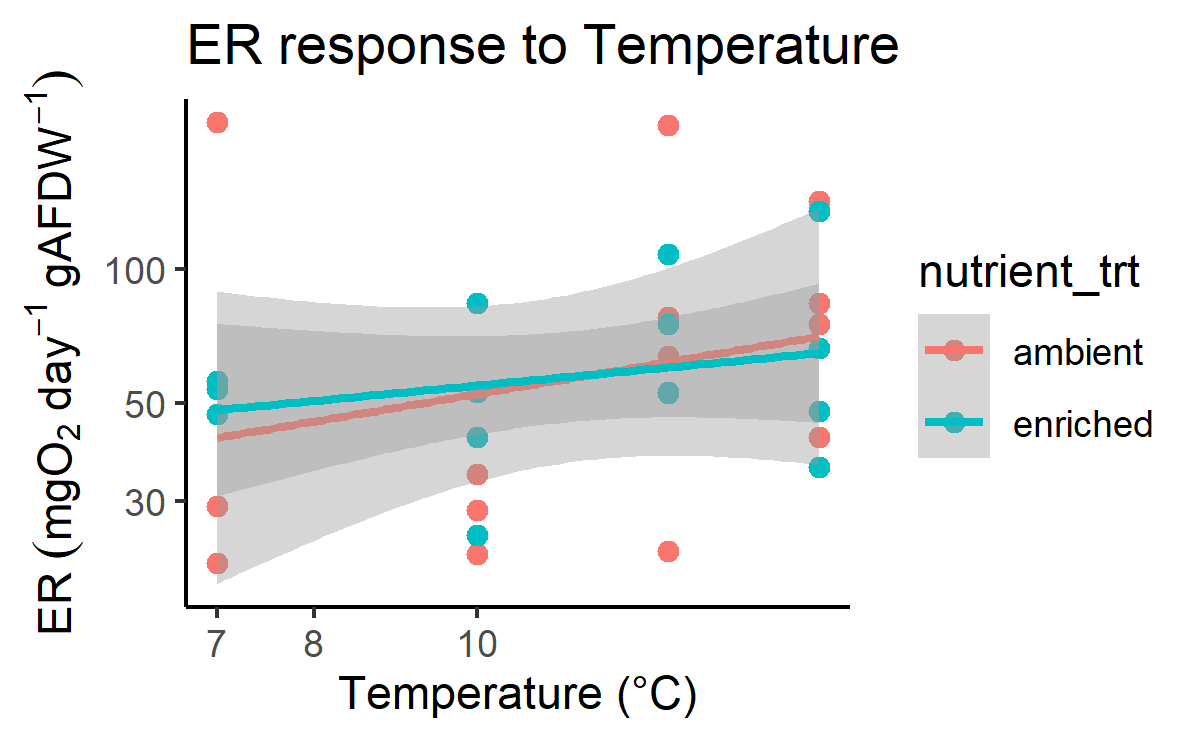 ER response to Temperature
ER (mgO₂ day⁻¹ gAFDW⁻¹)
100
50
30
7 8 10
Temperature (°C)
nutrient_trt
ambient
enriched